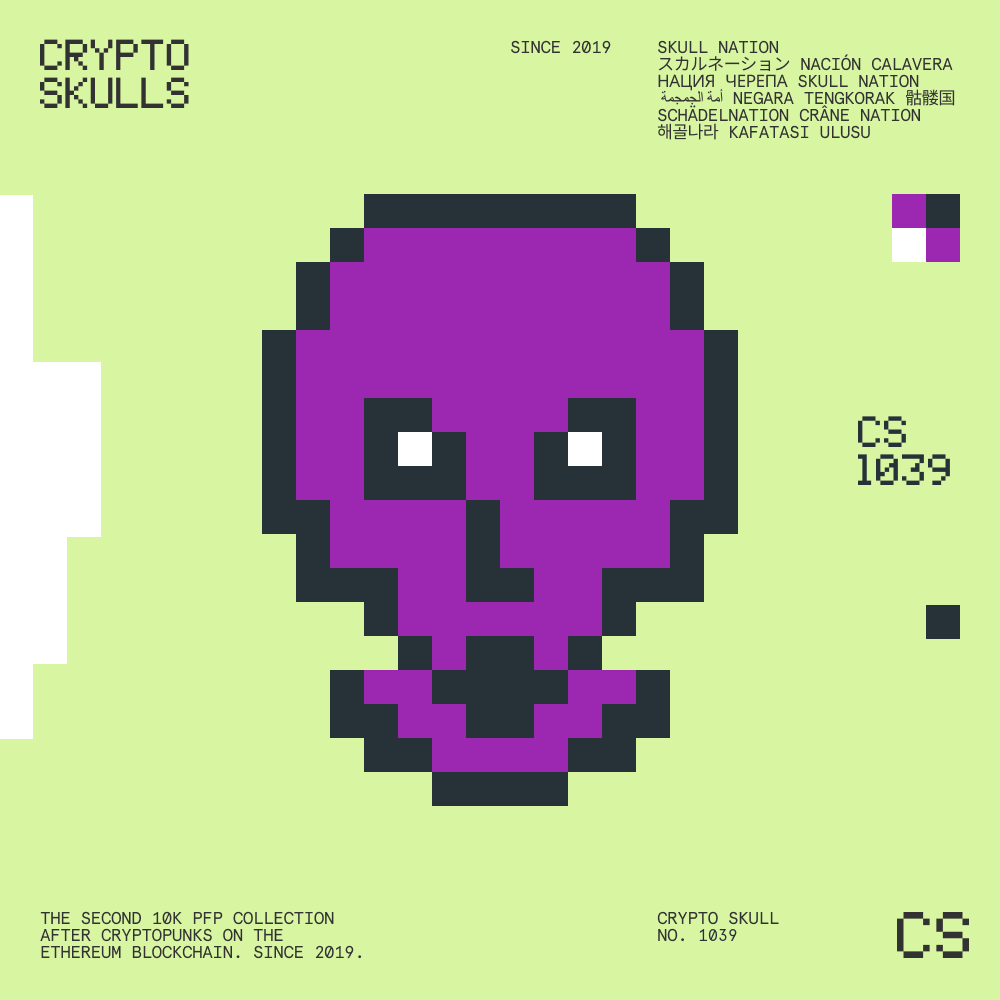 CRYPTO
SKULLS
SINCE 2019
SKULL NATION
スカルネーション NACIÓN CALAVERA
НАЦИЯ ЧЕРЕПА SKULL NATION
أمة الجمجمة NEGARA TENGKORAK 骷髅国
SCHÄDELNATION CRÂNE NATION
해골나라 KAFATASI ULUSU
CS
1039
THE SECOND 10K PFP COLLECTION
AFTER CRYPTOPUNKS ON THE
ETHEREUM BLOCKCHAIN. SINCE 2019.
CRYPTO SKULL
NO. 1039
CS